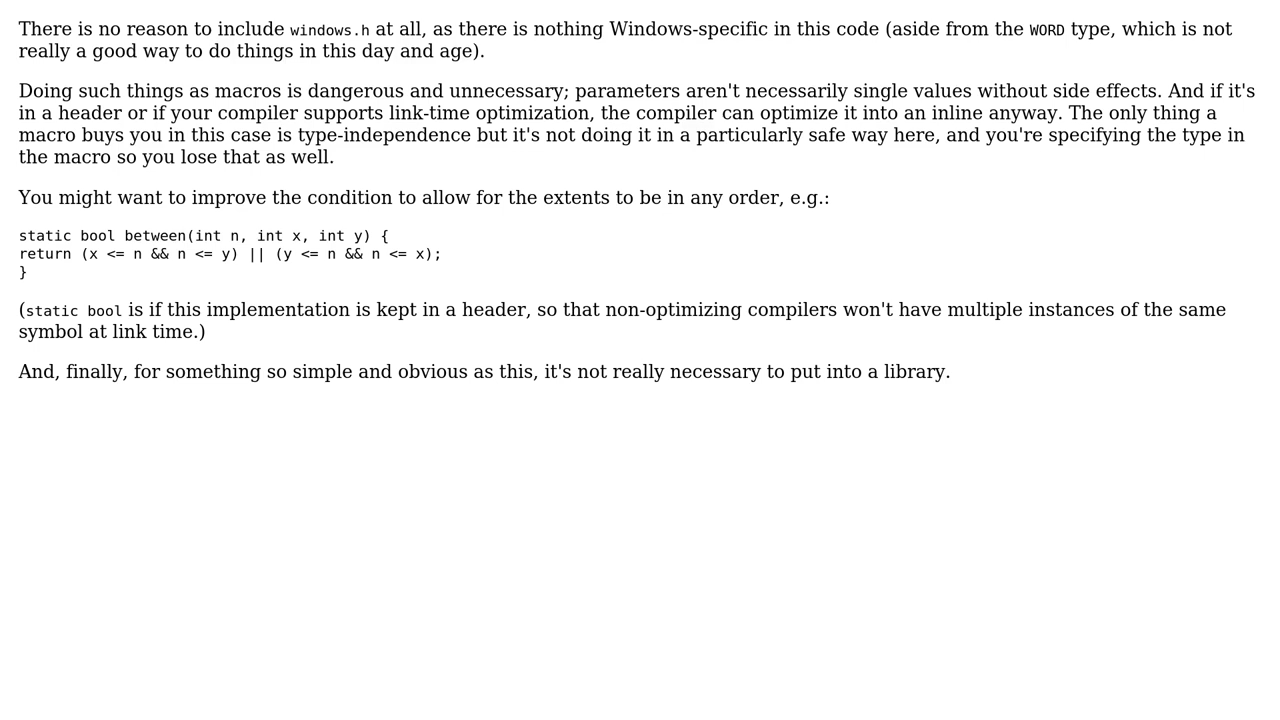 There is no reason to include windows.h at all, as there is nothing Windows-specific in this code (aside from the WORD type, which is not
really a good way to do things in this day and age).
Doing such things as macros is dangerous and unnecessary; parameters aren't necessarily single values without side effects. And if it's
in a header or if your compiler supports link-time optimization, the compiler can optimize it into an inline anyway. The only thing a
macro buys you in this case is type-independence but it's not doing it in a particularly safe way here, and you're specifying the type in
the macro so you lose that as well.
You might want to improve the condition to allow for the extents to be in any order, e.g.:
static bool between(int n, int x, int y) {
return (x <= n && n <= y) || (y <= n && n <= x);
}
(static bool is if this implementation is kept in a header, so that non-optimizing compilers won't have multiple instances of the same
symbol at link time.)
And, finally, for something so simple and obvious as this, it's not really necessary to put into a library.